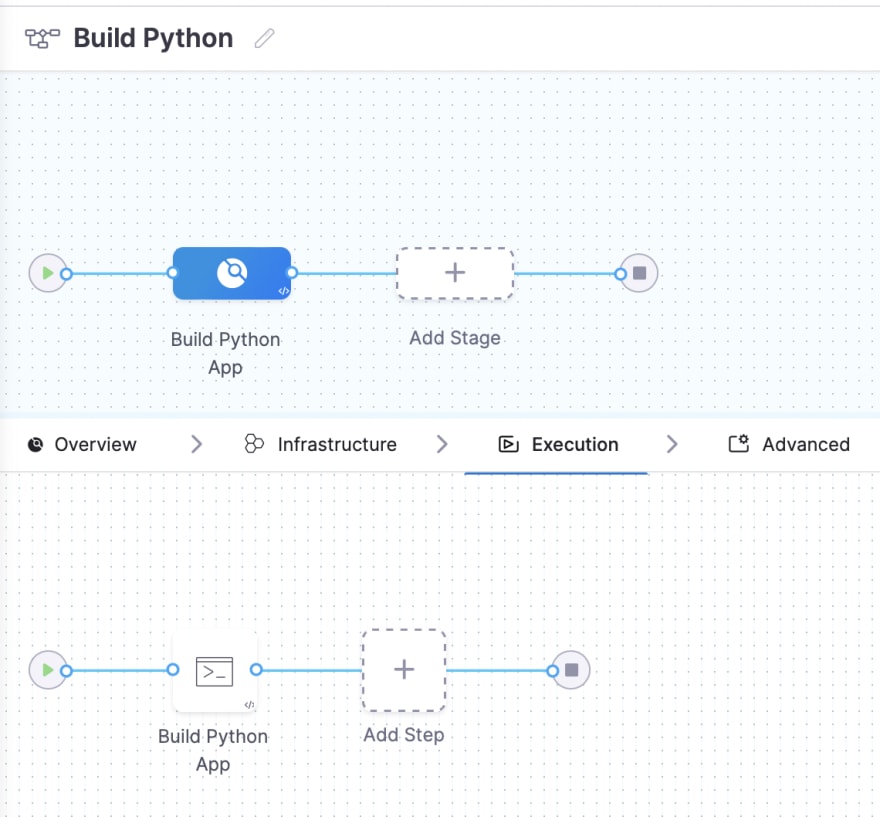 Build Python
Build Python
App
Add Stage
Overview
Infrastructure
Execution
Advanced
>_
</>
Build Python
App
Add Step